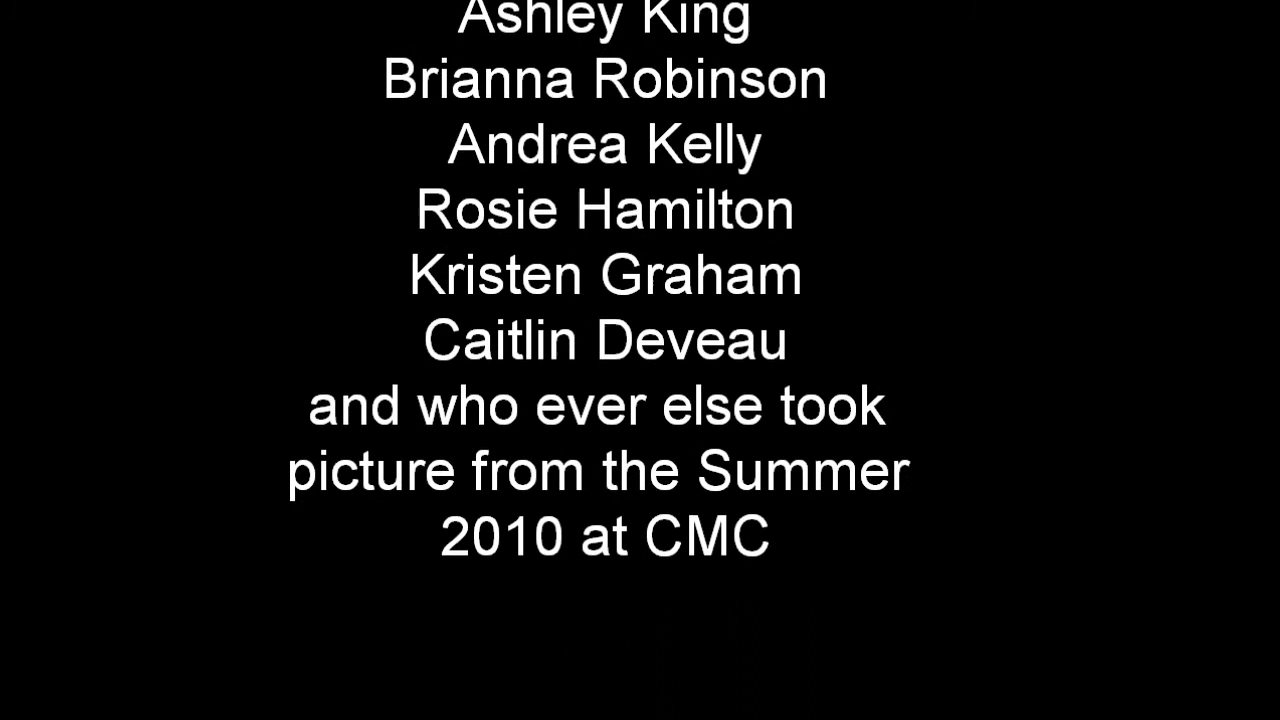 Ashley King
Brianna Robinson
Andrea Kelly
Rosie Hamilton
Kristen Graham
Caitlin Deveau
and who ever else took
picture from the Summer
2010 at CMC